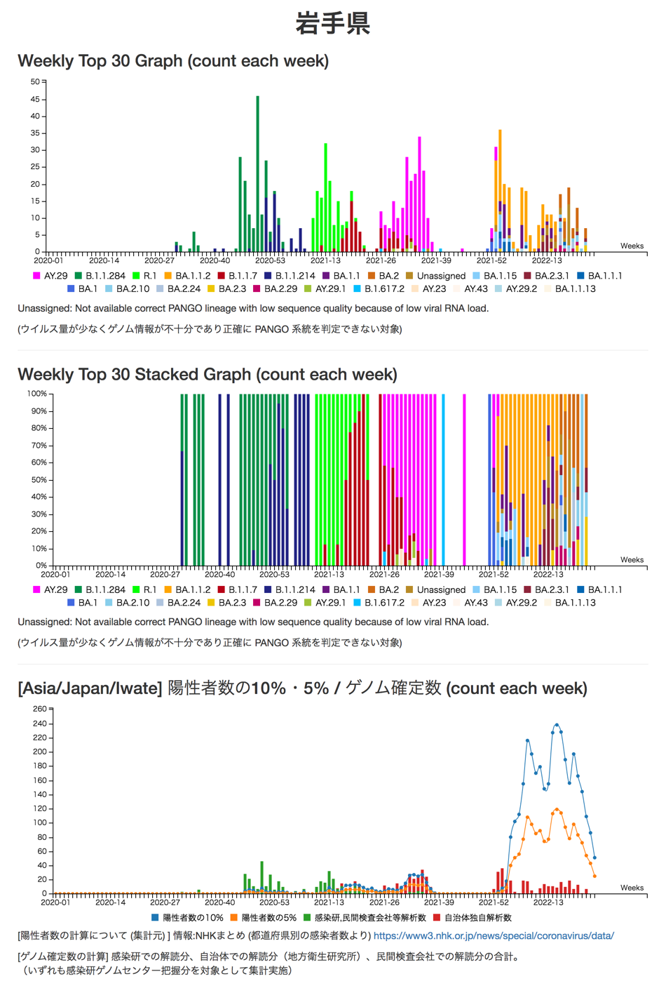 岩手県
Weekly Top 30 Graph (count each week)
50
45
40
35
30
25
20
15
10
5
0
Weeks
2020-01 2020-14 2020-27 2020-40 2020-53 2021-13 2021-26 2021-39 2021-52 2022-13
AY.29 B.1.1.284 R.1 BA.1.1.2 B.1.1.7 B.1.1.214 BA.1.1 BA.2 Unassigned BA.1.15 BA.2.3.1 BA.1.1.1
BA.1 BA.2.10 BA.2.24 BA.2.3 BA.2.29 AY.29.1 B.1.617.2 AY.23 AY.43 AY.29.2 BA.1.1.13
Unassigned: Not available correct PANGO lineage with low sequence quality because of low viral RNA load.
(ウイルス量が少なくゲノム情報が不十分であり正確に PANGO 系統を判定できない対象)
Weekly Top 30 Stacked Graph (count each week)
100%
90%
80%
70%
60%
50%
40%
30%
20%
10%
0%
Weeks
2020-01 2020-14 2020-27 2020-40 2020-53 2021-13 2021-26 2021-39 2021-52 2022-13
AY.29 B.1.1.284 R.1 BA.1.1.2 B.1.1.7 B.1.1.214 BA.1.1 BA.2 Unassigned BA.1.15 BA.2.3.1 BA.1.1.1
BA.1 BA.2.10 BA.2.24 BA.2.3 BA.2.29 AY.29.1 B.1.617.2 AY.23 AY.43 AY.29.2 BA.1.1.13
Unassigned: Not available correct PANGO lineage with low sequence quality because of low viral RNA load.
(ウイルス量が少なくゲノム情報が不十分であり正確に PANGO 系統を判定できない対象)
[Asia/Japan/Iwate] 陽性者数の10%・5% / ゲノム確定数 (count each week)
260
240
220
200
180
160
140
120
100
80
60
40
20
0
Weeks
2020-01 2020-14 2020-27 2020-40 2020-53 2021-13 2021-26 2021-39 2021-52 2022-13
陽性者数の10% 陽性者数の5% 感染研,民間検査会社等解析数 自治体独自解析数
[陽性者数の計算について (集計元) ] 情報:NHKまとめ (都道府県別の感染者数より) https://www3.nhk.or.jp/news/special/coronavirus/data/
[ゲノム確定数の計算] 感染研での解読分、自治体での解読分（地方衛生研究所）、民間検査会社での解読分の合計。
（いずれも感染研ゲノムセンター把握分を対象として集計実施）